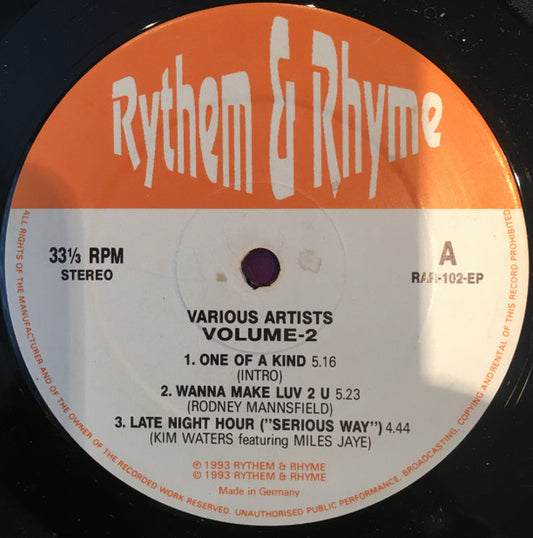 Rythem & Rhyme
33⅓ RPM
STEREO
A
RAR-102-EP
VARIOUS ARTISTS
VOLUME-2
1. ONE OF A KIND 5.16
(INTRO)
2. WANNA MAKE LUV 2 U 5.23
(RODNEY MANNSFIELD)
3. LATE NIGHT HOUR ("SERIOUS WAY") 4.44
(KIM WATERS featuring MILES JAYE)
℗ 1993 RYTHEM & RHYME
© 1993 RYTHEM & RHYME
Made in Germany
ALL RIGHTS OF THE MANUFACTURER AND OF THE OWNER OF THE RECORDED WORK RESERVED. UNAUTHORISED PUBLIC PERFORMANCE, BROADCASTING, COPYING AND RENTAL OF THIS RECORD PROHIBITED